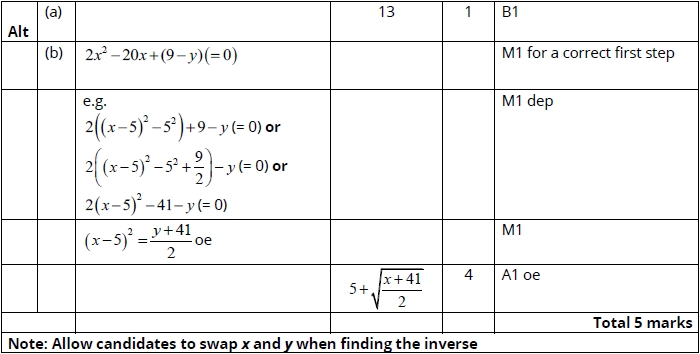 Alt (a) 13 1 B1
(b) 2x² – 20x + (9 – y)(= 0) M1 for a correct first step
e.g. M1 dep
2((x – 5)² – 5²) + 9 – y (= 0) or
2((x – 5)² – 5² + 9/2) – y (= 0) or
2(x – 5)² – 41 – y (= 0)
(x – 5)² = (y + 41)/2 oe M1
5 + √((x + 41)/2) 4 A1 oe
Total 5 marks
Note: Allow candidates to swap x and y when finding the inverse